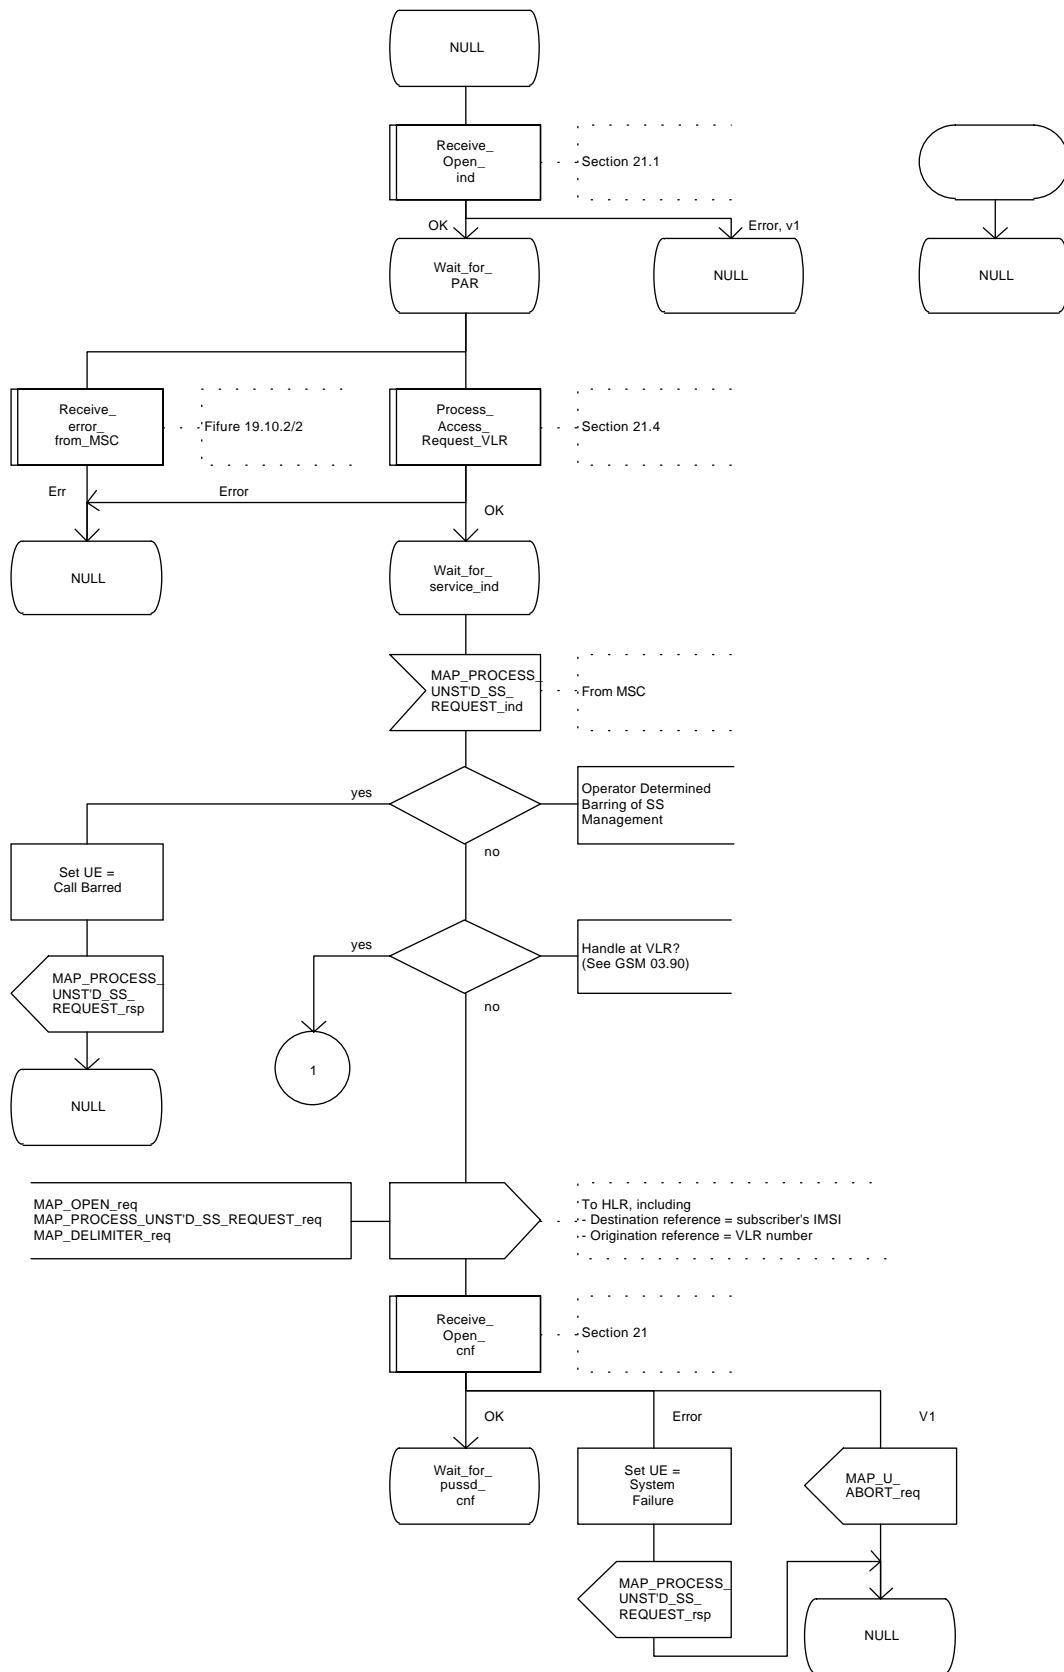 NULL
Receive_
Open_
ind
Section 21.1
OK
Error, v1
Wait_for_
PAR
NULL
NULL
Receive_
error_
from_MSC
Fifure 19.10.2/2
Process_
Access_
Request_VLR
Section 21.4
Err
Error
OK
NULL
Wait_for_
service_ind
MAP_PROCESS_
UNST'D_SS_
REQUEST_ind
From MSC
yes
Operator Determined
Barring of SS
Management
no
Set UE =
Call Barred
yes
Handle at VLR?
(See GSM 03.90)
no
MAP_PROCESS_
UNST'D_SS_
REQUEST_rsp
1
NULL
MAP_OPEN_req
MAP_PROCESS_UNST'D_SS_REQUEST_req
MAP_DELIMITER_req
To HLR, including
- Destination reference = subscriber's IMSI
- Origination reference = VLR number
Receive_
Open_
cnf
Section 21
OK
Error
V1
Wait_for_
pussd_
cnf
Set UE =
System
Failure
MAP_U_
ABORT_req
MAP_PROCESS_
UNST'D_SS_
REQUEST_rsp
NULL